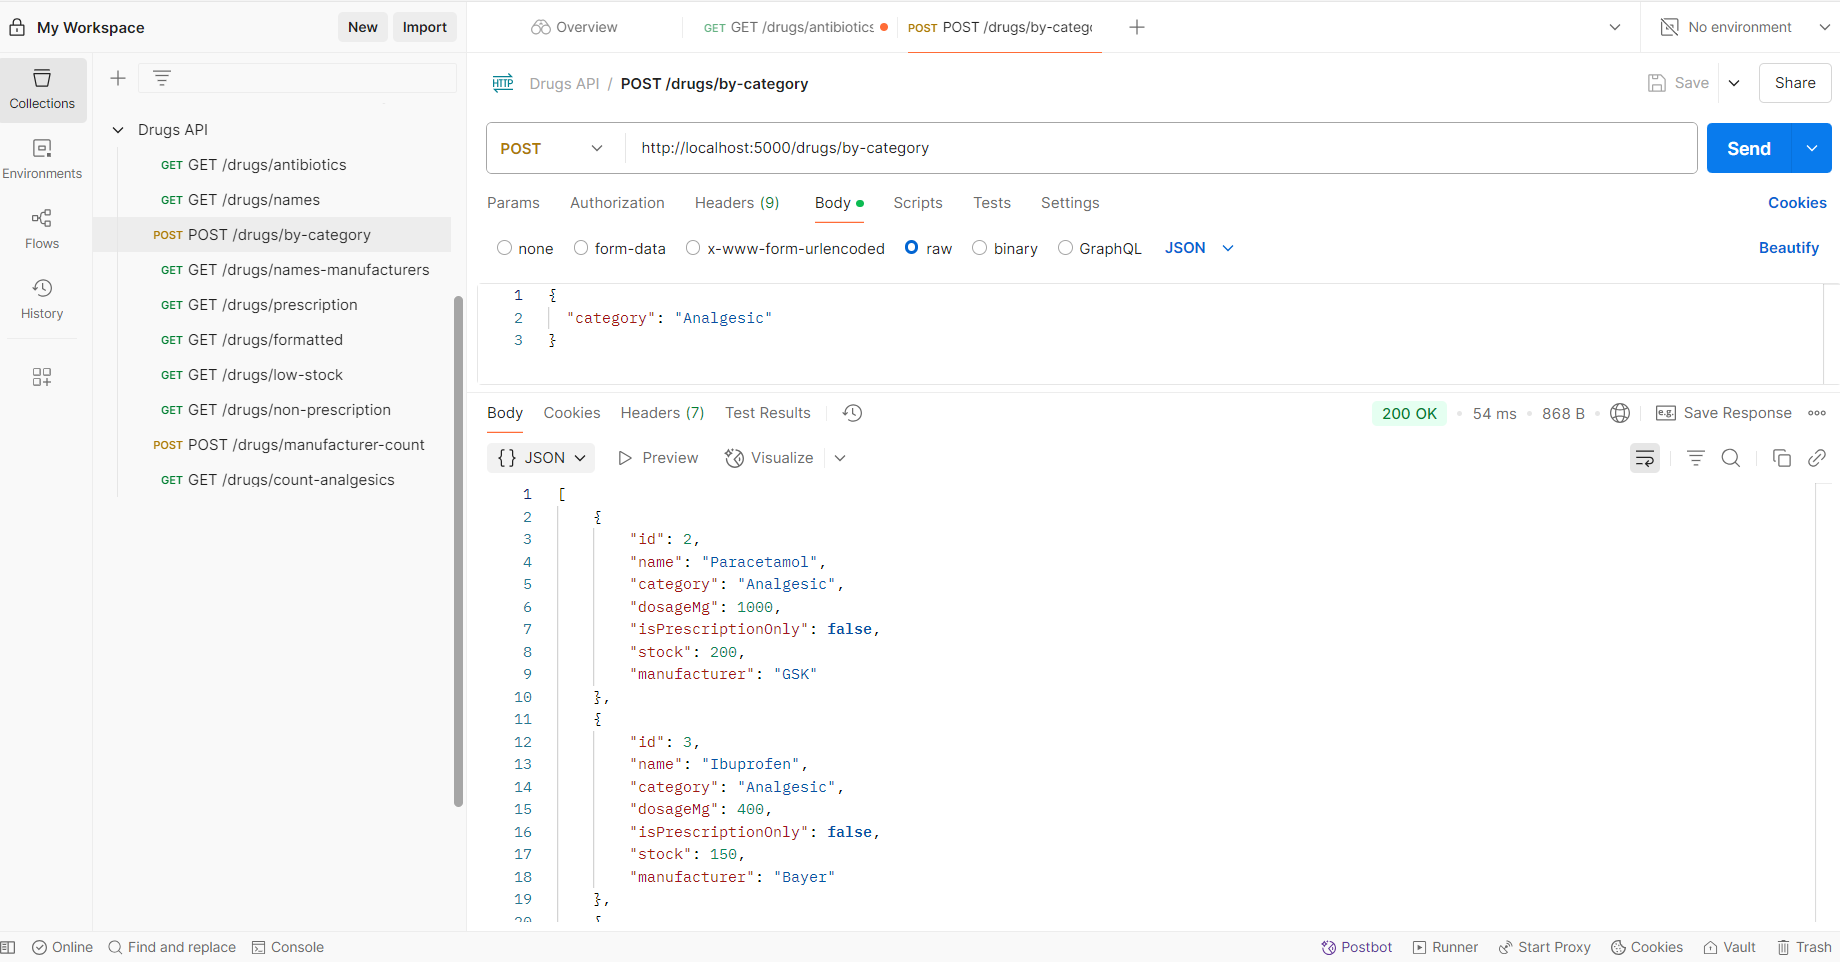 My Workspace
New
Import
Overview
GET GET /drugs/antibiotics
POST POST /drugs/by-categ
No environment
Collections
Environments
Flows
History
Drugs API
GET GET /drugs/antibiotics
GET GET /drugs/names
POST POST /drugs/by-category
GET GET /drugs/names-manufacturers
GET GET /drugs/prescription
GET GET /drugs/formatted
GET GET /drugs/low-stock
GET GET /drugs/non-prescription
POST POST /drugs/manufacturer-count
GET GET /drugs/count-analgesics
HTTP Drugs API / POST /drugs/by-category
Save
Share
POST http://localhost:5000/drugs/by-category
Send
Params Authorization Headers (9) Body Scripts Tests Settings
Cookies
none form-data x-www-form-urlencoded raw binary GraphQL JSON
Beautify
1 {
2 "category": "Analgesic"
3 }
Body Cookies Headers (7) Test Results
200 OK • 54 ms • 868 B •
e.g. Save Response
{} JSON Preview Visualize
1 [
2 {
3 "id": 2,
4 "name": "Paracetamol",
5 "category": "Analgesic",
6 "dosageMg": 1000,
7 "isPrescriptionOnly": false,
8 "stock": 200,
9 "manufacturer": "GSK"
10 },
11 {
12 "id": 3,
13 "name": "Ibuprofen",
14 "category": "Analgesic",
15 "dosageMg": 400,
16 "isPrescriptionOnly": false,
17 "stock": 150,
18 "manufacturer": "Bayer"
19 },
20 {
Online Find and replace Console
Postbot Runner Start Proxy Cookies Vault Trash